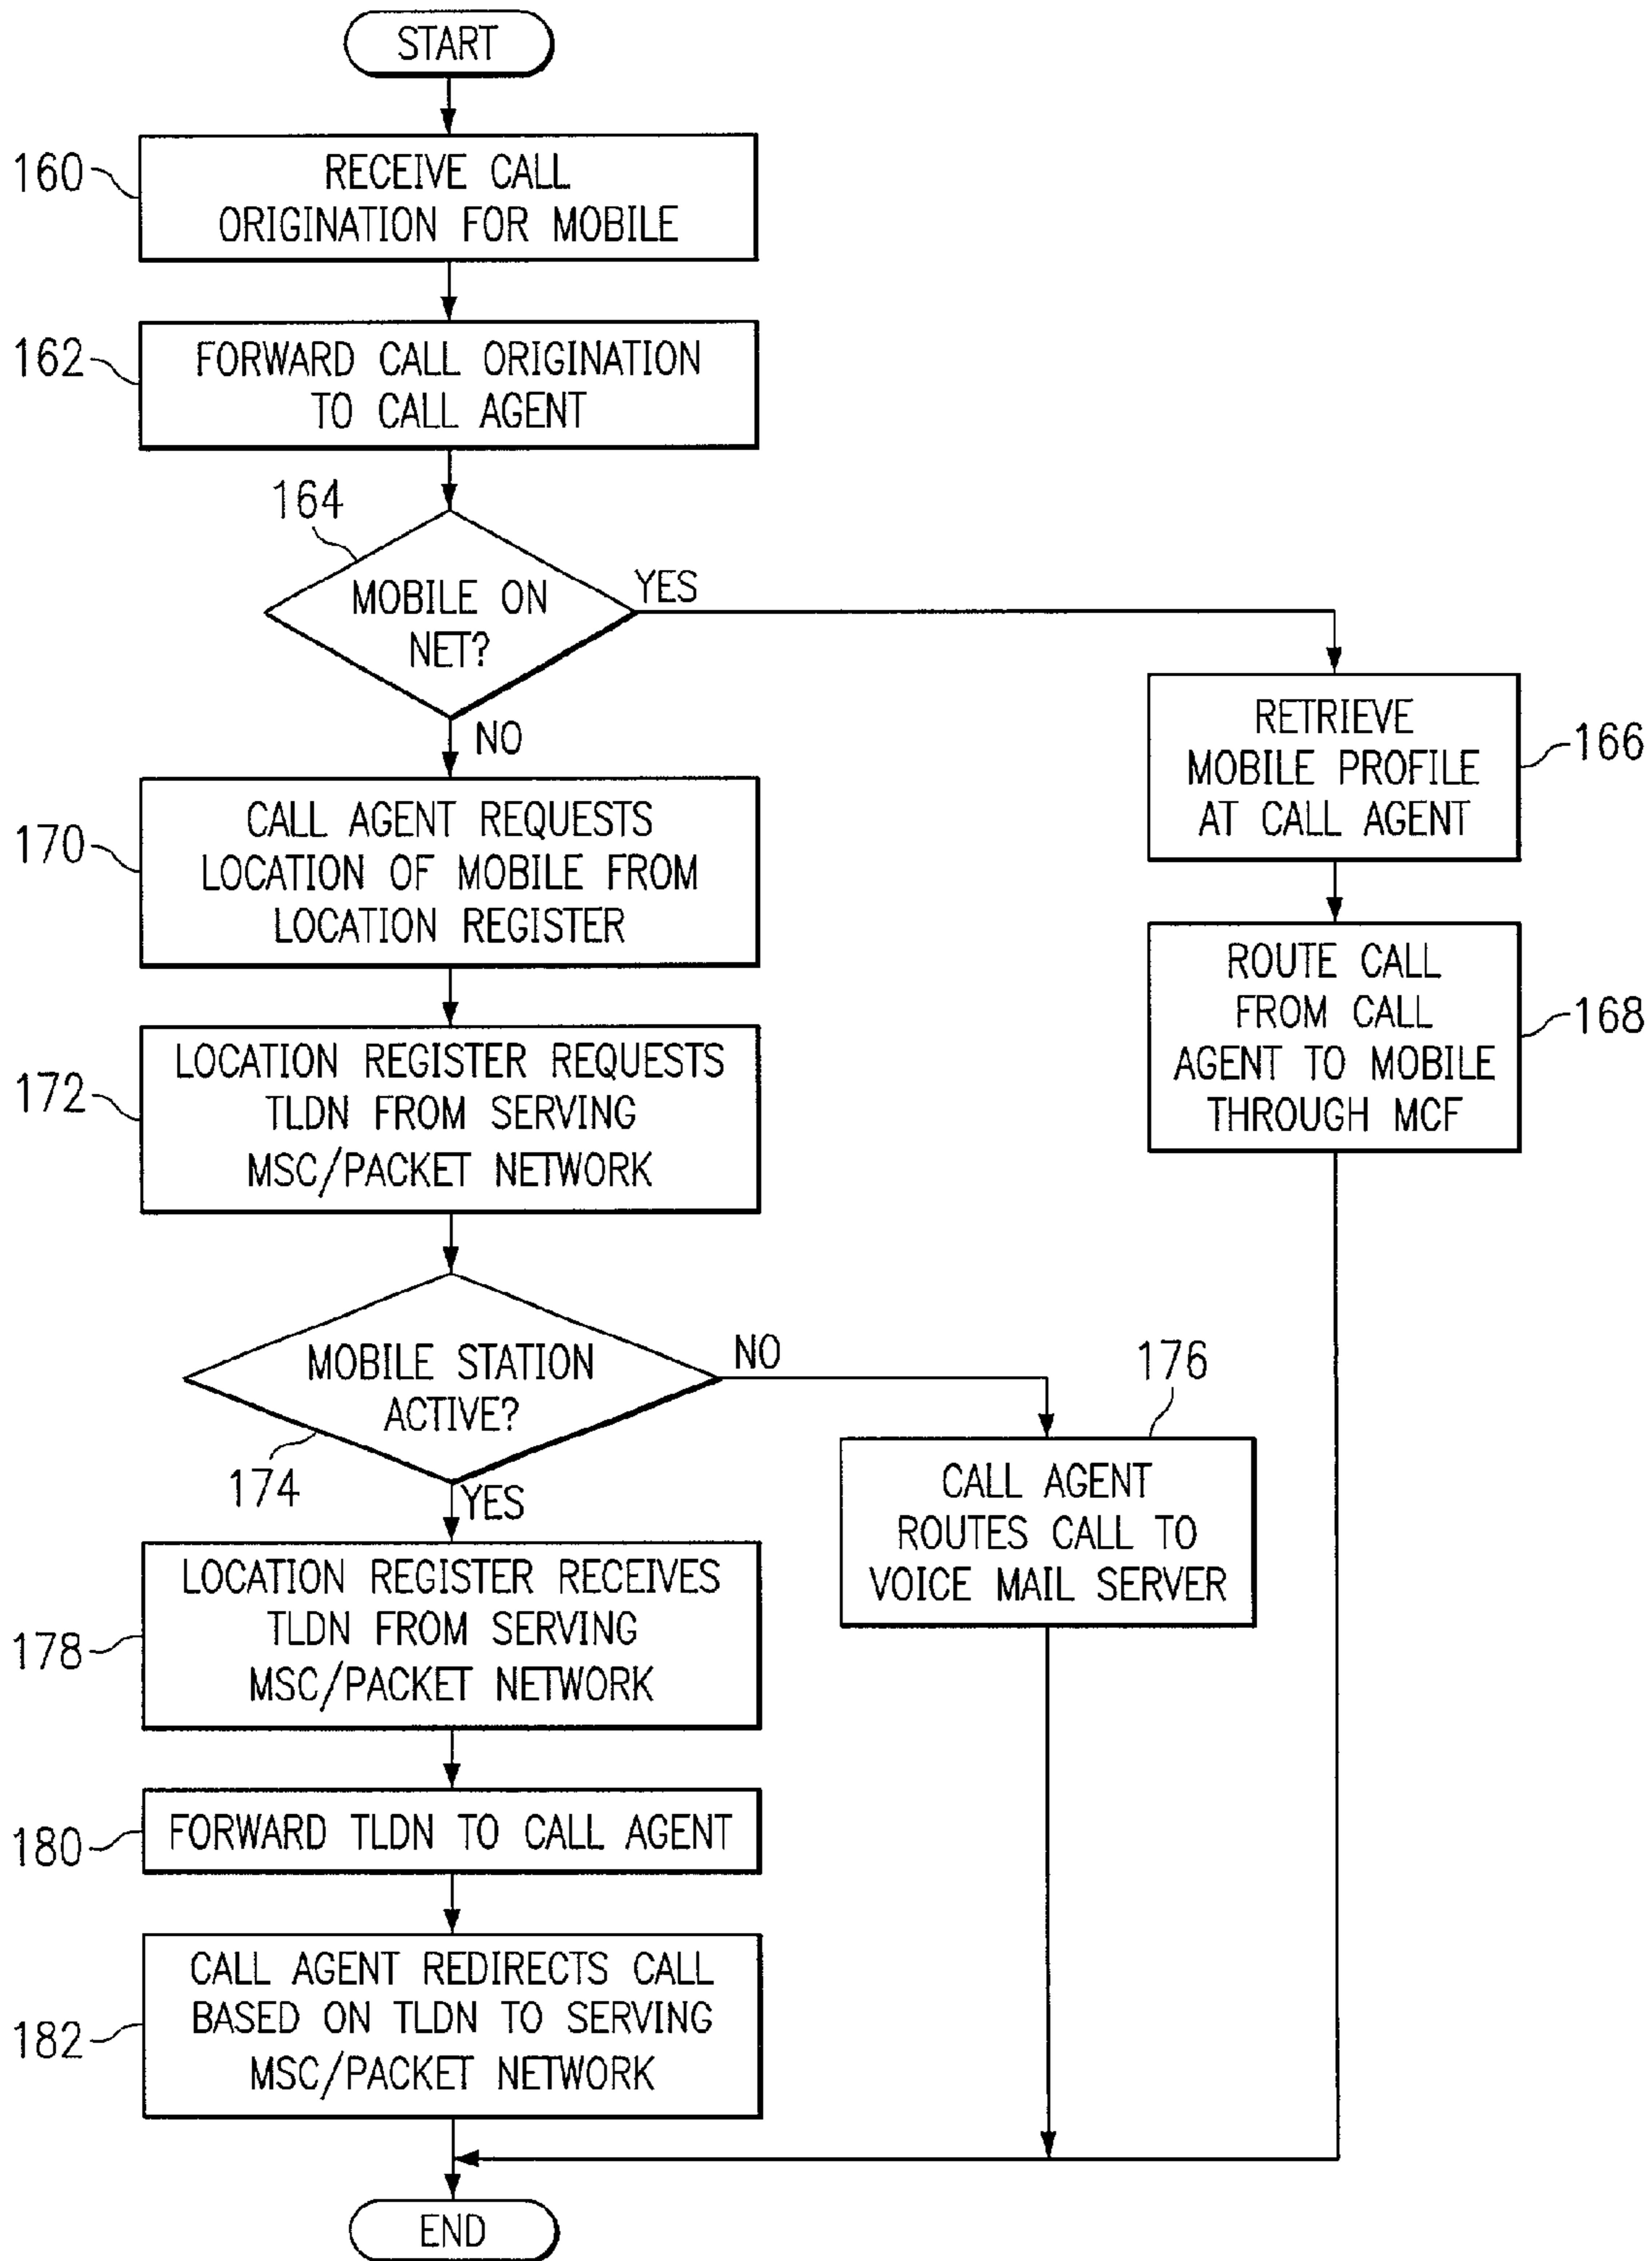 START
160
RECEIVE CALL
ORIGINATION FOR MOBILE
162
FORWARD CALL ORIGINATION
TO CALL AGENT
164
MOBILE ON
NET?
YES
NO
RETRIEVE
MOBILE PROFILE
AT CALL AGENT
166
ROUTE CALL
FROM CALL
AGENT TO MOBILE
THROUGH MCF
168
170
CALL AGENT REQUESTS
LOCATION OF MOBILE FROM
LOCATION REGISTER
172
LOCATION REGISTER REQUESTS
TLDN FROM SERVING
MSC/PACKET NETWORK
MOBILE STATION
ACTIVE?
174
NO
YES
176
CALL AGENT
ROUTES CALL TO
VOICE MAIL SERVER
178
LOCATION REGISTER RECEIVES
TLDN FROM SERVING
MSC/PACKET NETWORK
180
FORWARD TLDN TO CALL AGENT
182
CALL AGENT REDIRECTS CALL
BASED ON TLDN TO SERVING
MSC/PACKET NETWORK
END